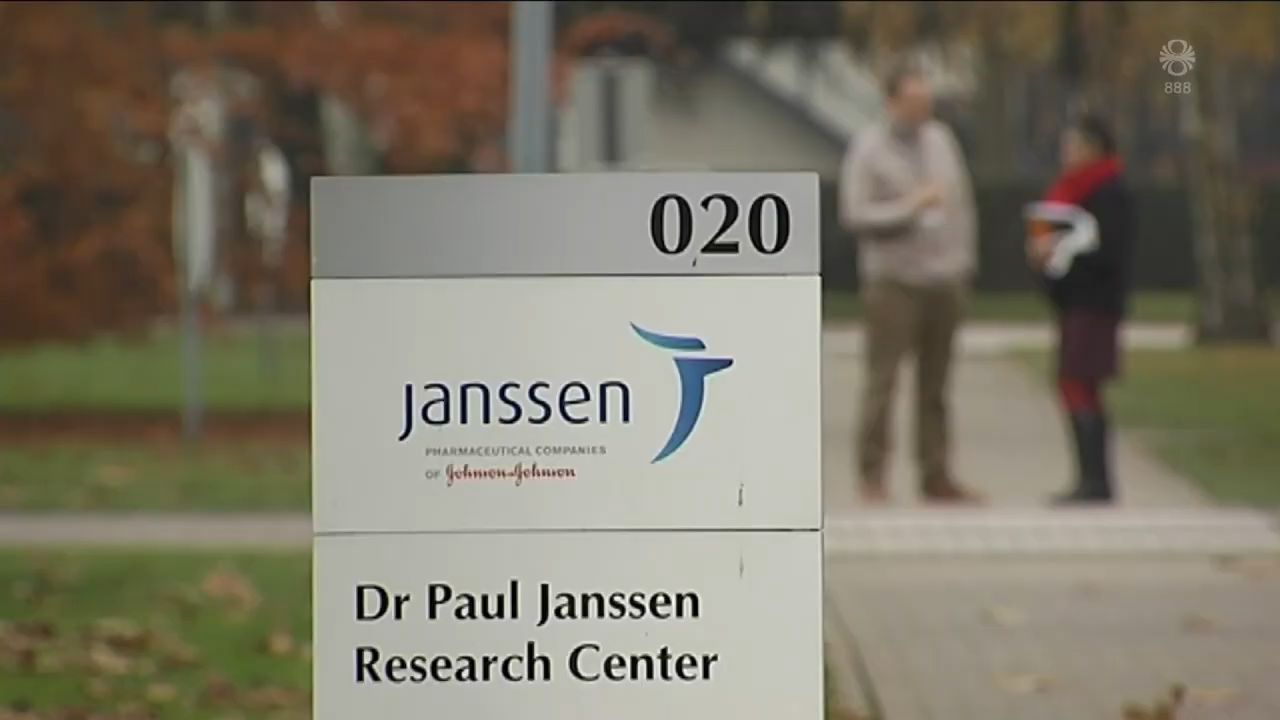 888
020
Janssen
PHARMACEUTICAL COMPANIES
OF Johnson & Johnson
Dr Paul Janssen
Research Center